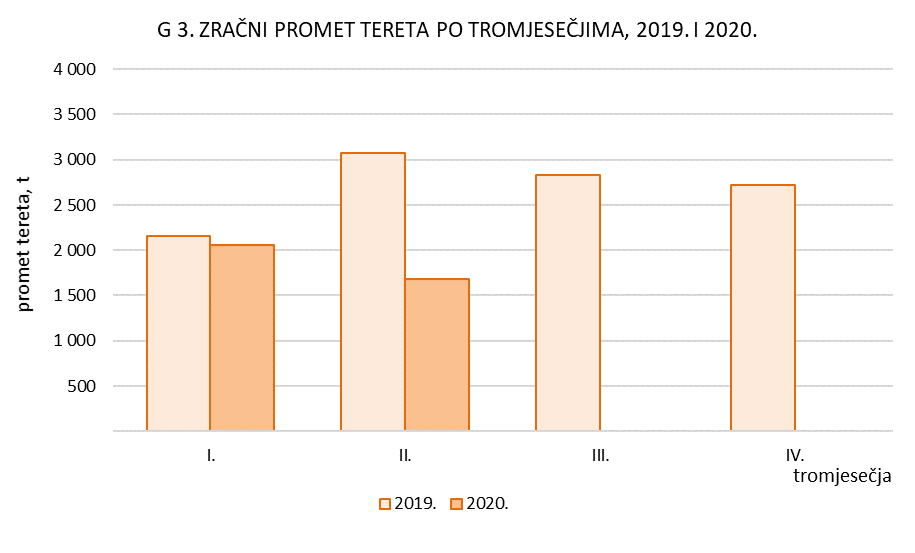 G 3. ZRAČNI PROMET TERETA PO TROMJESEČJIMA, 2019. I 2020.
promet tereta, t
4 000
3 500
3 000
2 500
2 000
1 500
1 000
500
I. II. III. IV.
tromjesečja
2019. 2020.